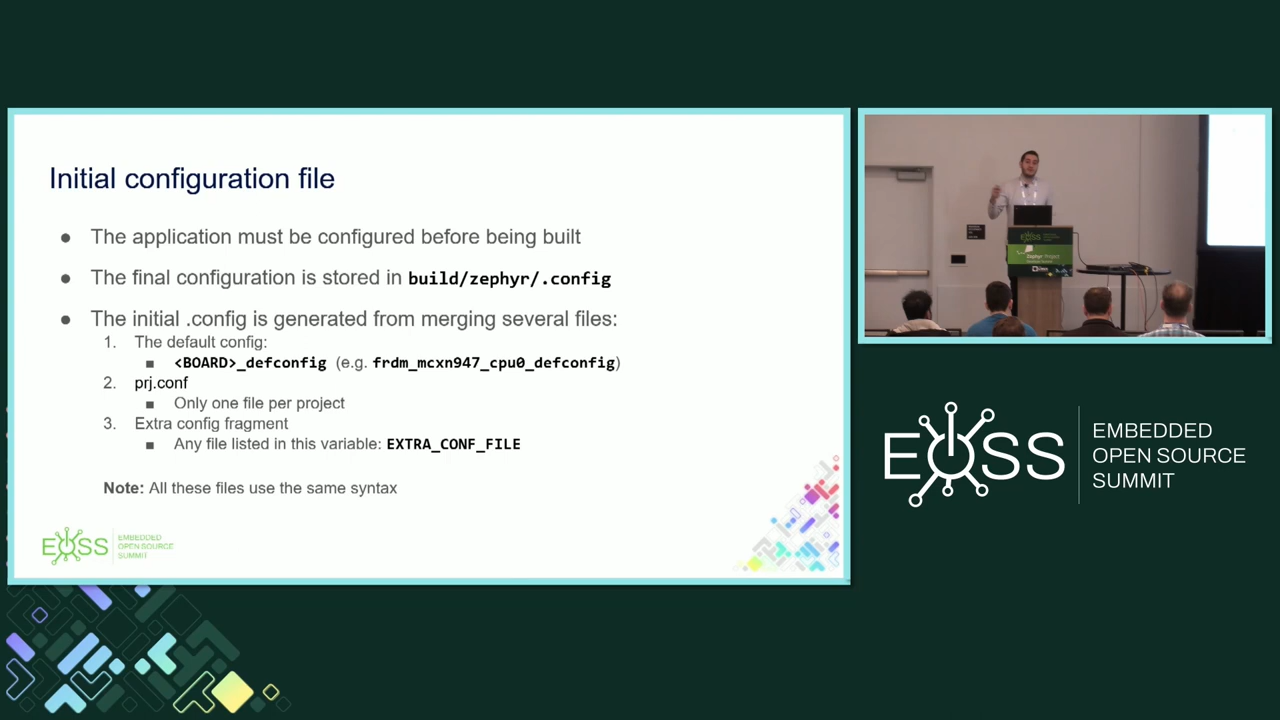 Initial configuration file
● The application must be configured before being built
● The final configuration is stored in build/zephyr/.config
● The initial .config is generated from merging several files:
1. The default config:
■ <BOARD>_defconfig (e.g. frdm_mcxn947_cpu0_defconfig)
2. prj.conf
■ Only one file per project
3. Extra config fragment
■ Any file listed in this variable: EXTRA_CONF_FILE
Note: All these files use the same syntax
EOSS
EMBEDDED
OPEN SOURCE
SUMMIT
EOSS
Zephyr Project
EOSS
EMBEDDED
OPEN SOURCE
SUMMIT